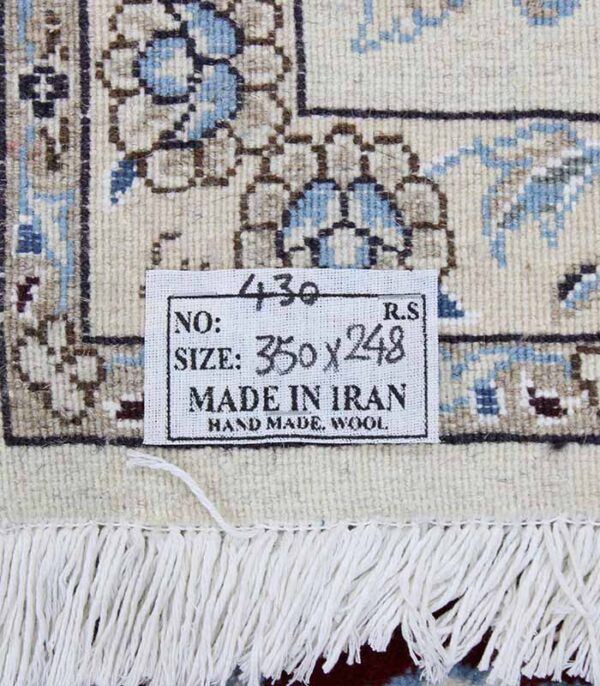 430
NO: R.S
SIZE: 350x248
MADE IN IRAN
HAND MADE. WOOL